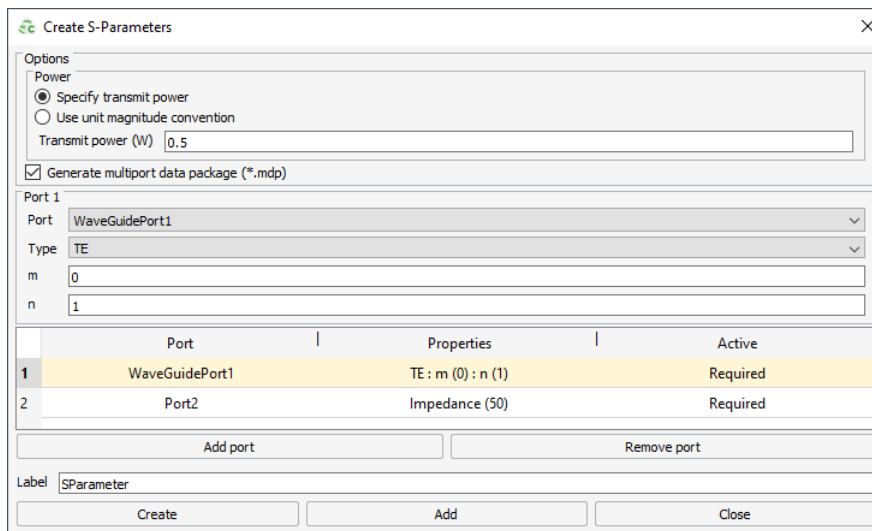 Create S-Parameters
Options
Power
Specify transmit power
Use unit magnitude convention
Transmit power (W) 0.5
Generate multiport data package (*.mdp)
Port 1
Port WaveGuidePort1
Type TE
m 0
n 1
Port Properties Active
1 WaveGuidePort1 TE : m (0) : n (1) Required
2 Port2 Impedance (50) Required
Add port Remove port
Label SParameter
Create Add Close